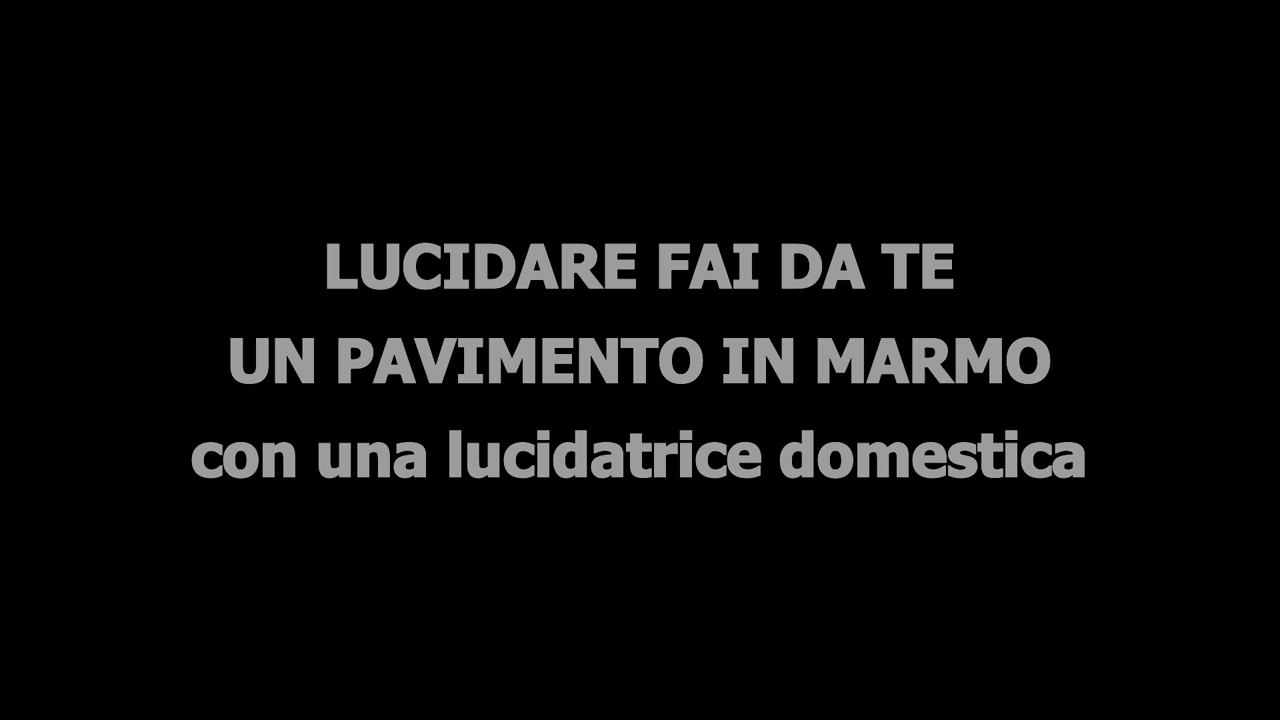 LUCIDARE FAI DA TE
UN PAVIMENTO IN MARMO
con una lucidatrice domestica